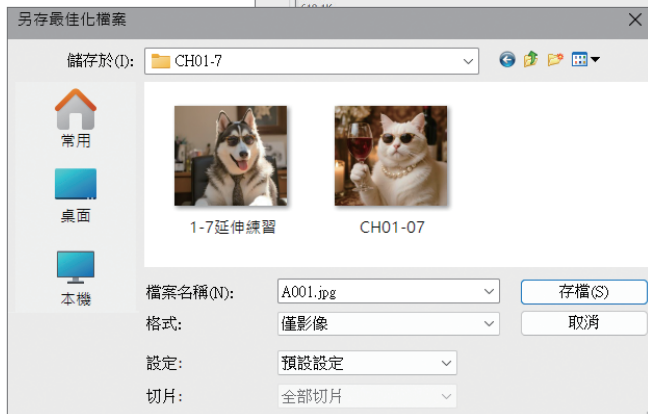 另存最佳化檔案
儲存於(I): CH01-7
常用
桌面
本機
1-7延伸練習
CH01-07
檔案名稱(N): A001.jpg 存檔(S)
格式: 僅影像 取消
設定: 預設設定
切片: 全部切片